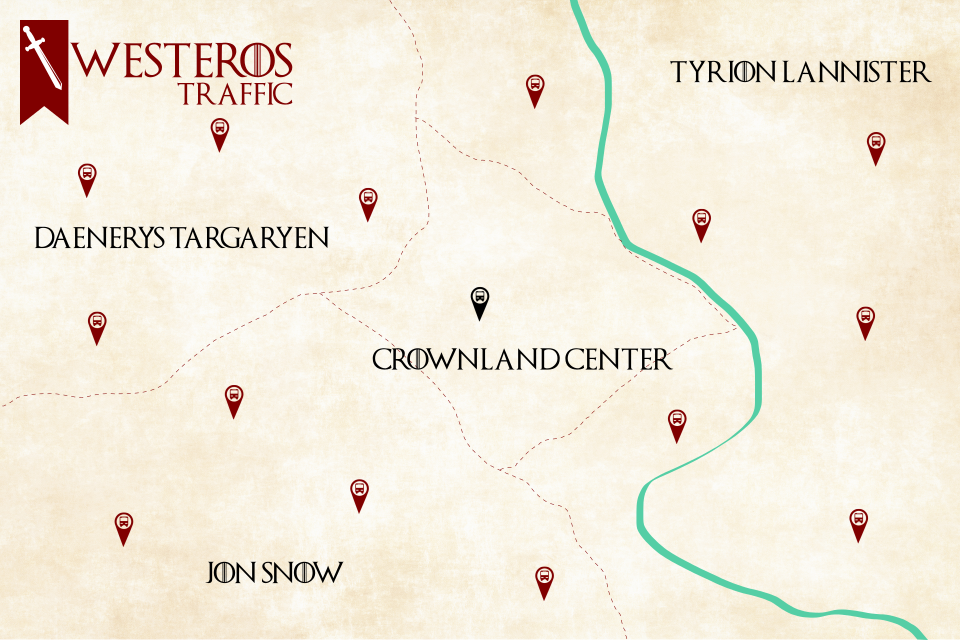 WESTEROS
TRAFFIC
TYRION LANNISTER
DAENERYS TARGARYEN
CROWNLAND CENTER
JON SNOW